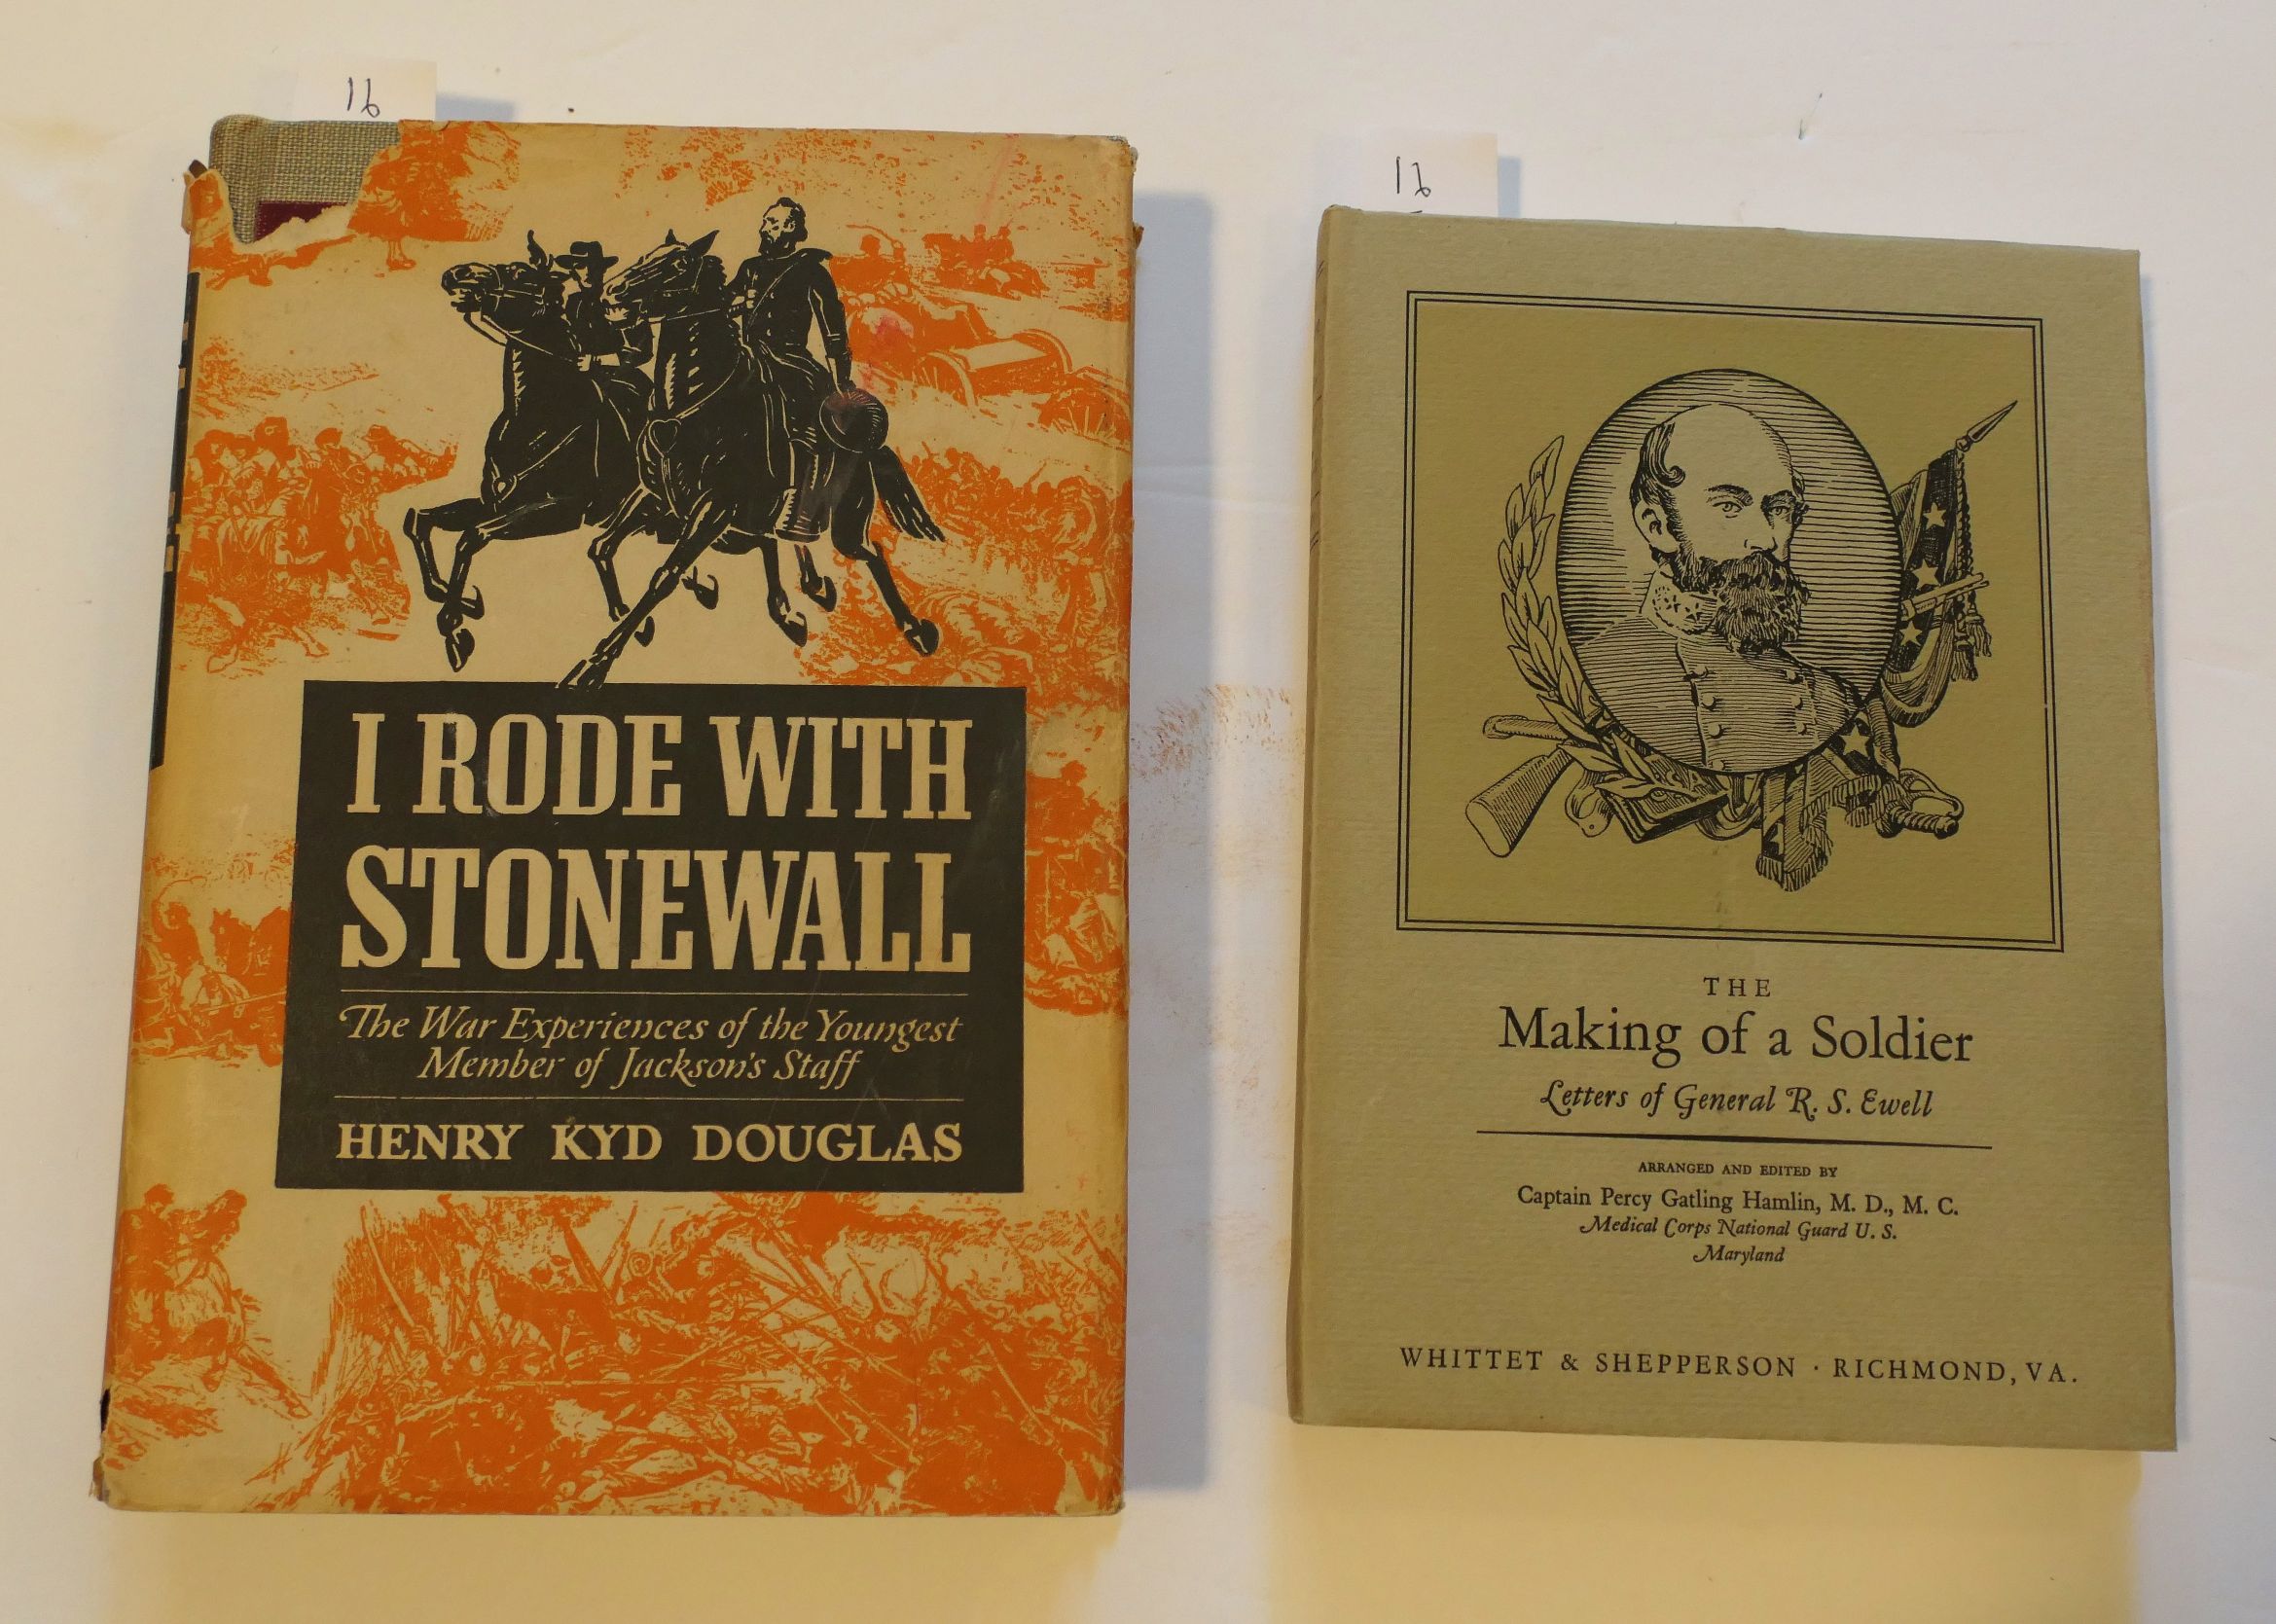 16
I RODE WITH
STONEWALL
The War Experiences of the Youngest
Member of Jackson's Staff
HENRY KYD DOUGLAS
16
THE
Making of a Soldier
Letters of General R. S. Ewell
ARRANGED AND EDITED BY
Captain Percy Gatling Hamlin, M. D., M. C.
Medical Corps National Guard U. S.
Maryland
WHITTET & SHEPPERSON · RICHMOND, VA.